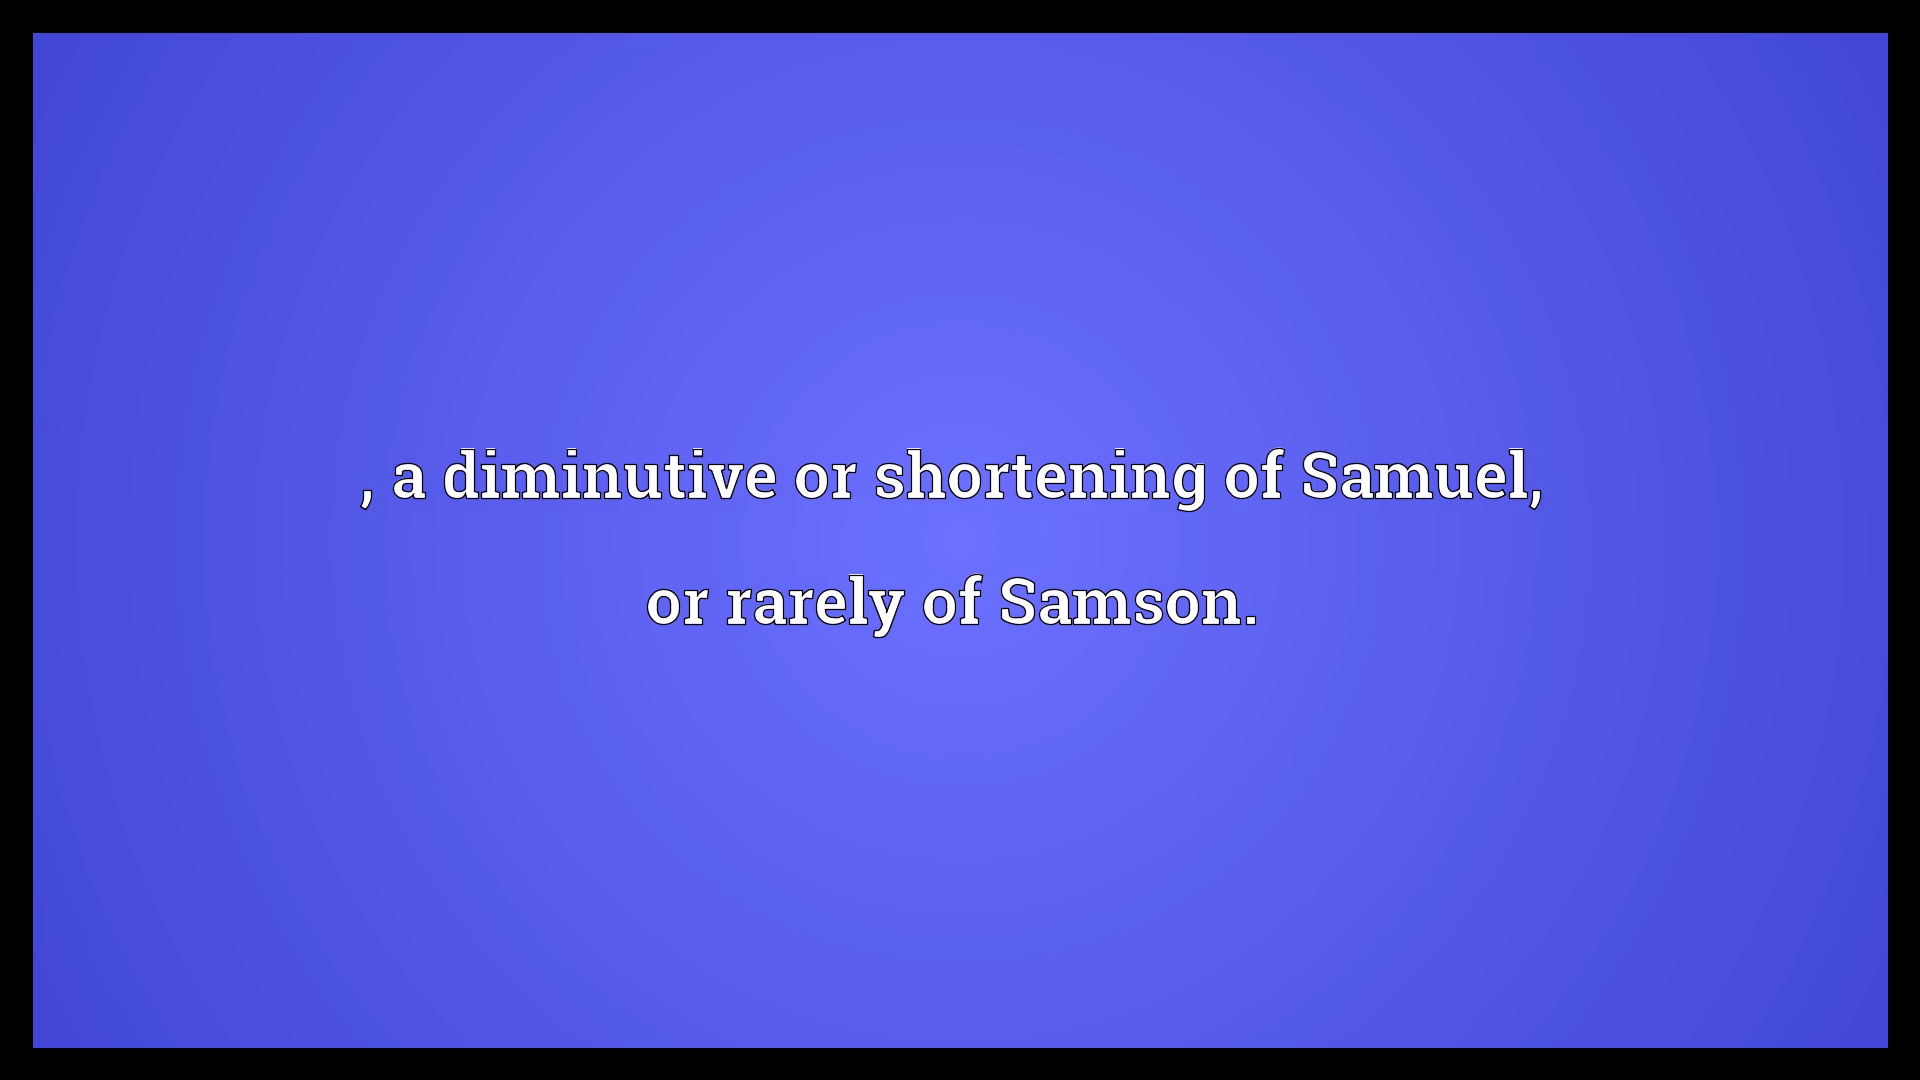 , a diminutive or shortening of Samuel,
or rarely of Samson.